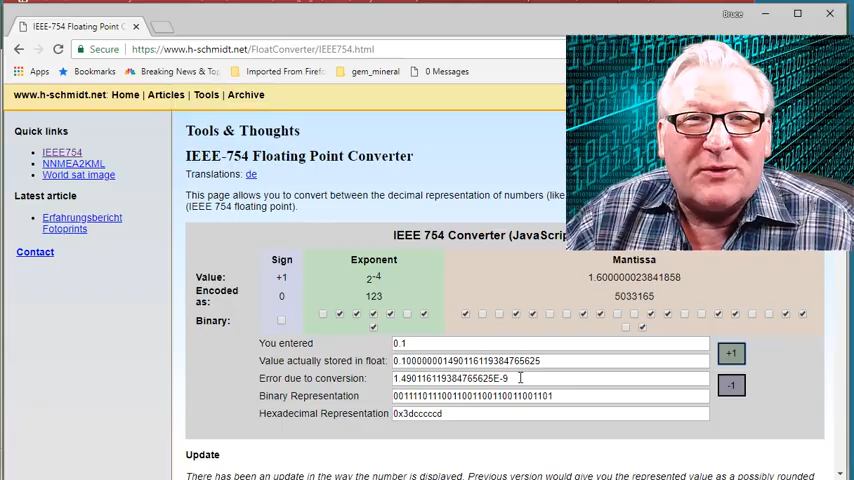 Bruce
IEEE-754 Floating Point C
Secure
https://www.h-schmidt.net/FloatConverter/IEEE754.html
Apps
Bookmarks
Breaking News & Top
Imported From Firef
gem_mineral
0 Messages
www.h-schmidt.net: Home | Articles | Tools | Archive
Quick links
IEEE754
NNMEA2KML
World sat image
Latest article
Erfahrungsbericht
Fotoprints
Contact
Tools & Thoughts
IEEE-754 Floating Point Converter
Translations: de
This page allows you to convert between the decimal representation of numbers (like
(IEEE 754 floating point).
IEEE 754 Converter (JavaScrip
Sign Exponent Mantissa
Value: +1 2-4 1.600000023841858
Encoded as: 0 123 5033165
Binary:
You entered 0.1
Value actually stored in float: 0.100000001490116119384765625
Error due to conversion: 1.490116119384765625E-9
Binary Representation 00111101110011001100110011001101
Hexadecimal Representation 0x3dcccccd
+1
-1
Update
There has been an update in the way the number is displayed. Previous version would give you the represented value as a possibly rounded